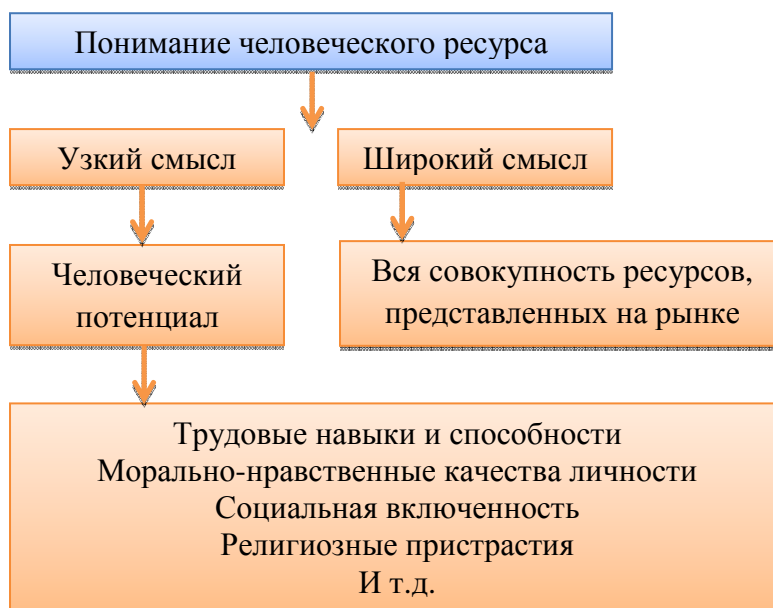 Понимание человеческого ресурса
Узкий смысл
Широкий смысл
Человеческий
потенциал
Вся совокупность ресурсов,
представленных на рынке
Трудовые навыки и способности
Морально-нравственные качества личности
Социальная включенность
Религиозные пристрастия
И т.д.